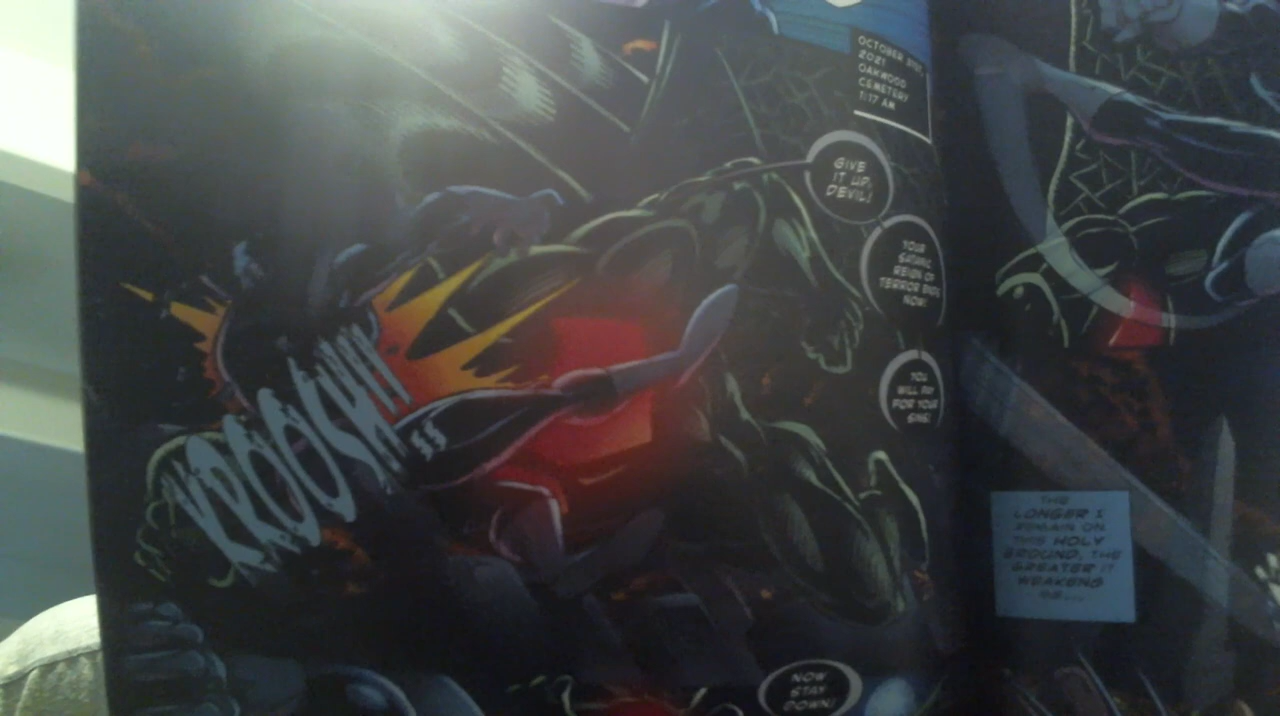 OCTOBER 31ST,
2021
OAKWOOD
CEMETERY
1:17 AM
GIVE
IT UP,
DEVIL!
YOUR
SATANIC
REIGN OF
TERROR ENDS
NOW!
YOU
WILL PAY
FOR YOUR
SINS!
KROOSH!!
NOW
STAY
DOWN!
THE
LONGER I
REMAIN ON
THIS HOLY
GROUND, THE
GREATER IT
WEAKENS